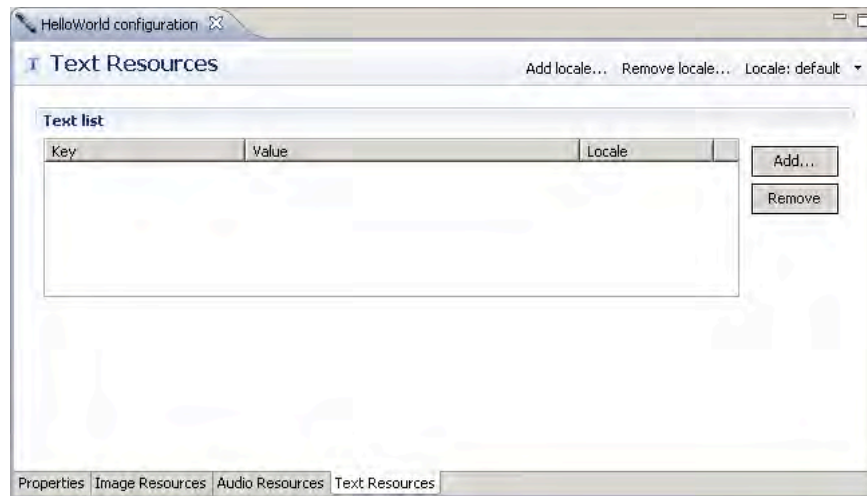 HelloWorld configuration
T Text Resources
Add locale... Remove locale... Locale: default
Text list
Key Value Locale
Add...
Remove
Properties Image Resources Audio Resources Text Resources